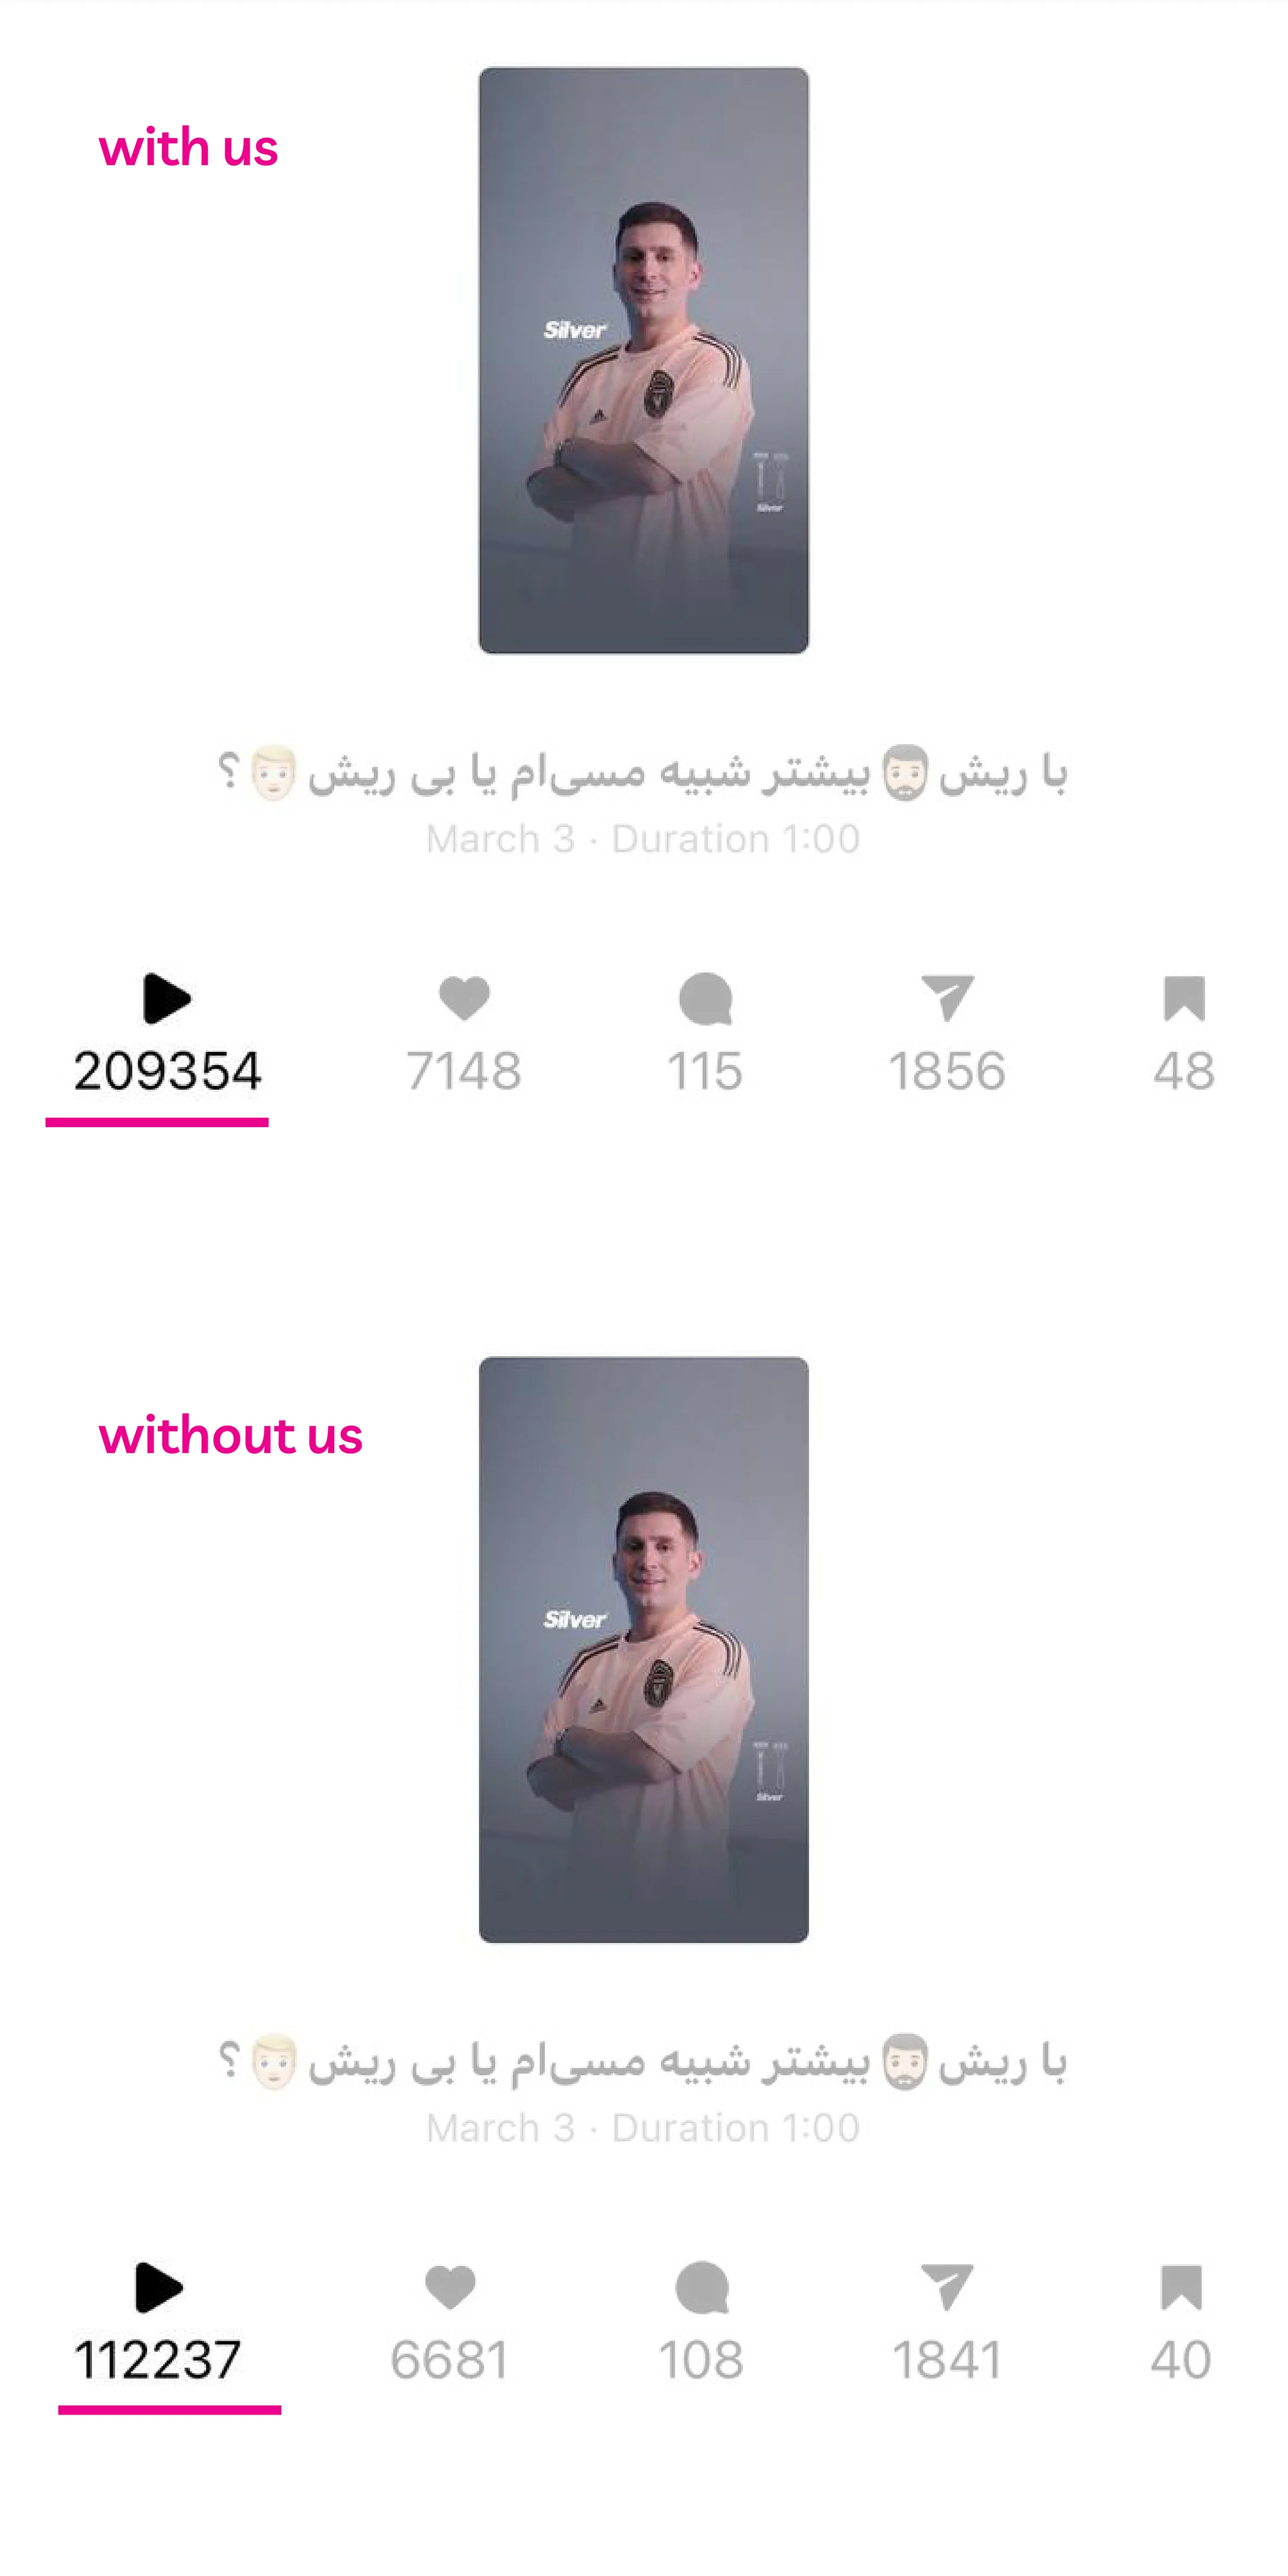 with us
Silver
Silver
با ریش🧔🏻بیشتر شبیه مسی‌ام یا بی ریش👱🏻؟
March 3 · Duration 1:00
209354 7148 115 1856 48
without us
Silver
Silver
با ریش🧔🏻بیشتر شبیه مسی‌ام یا بی ریش👱🏻؟
March 3 · Duration 1:00
112237 6681 108 1841 40